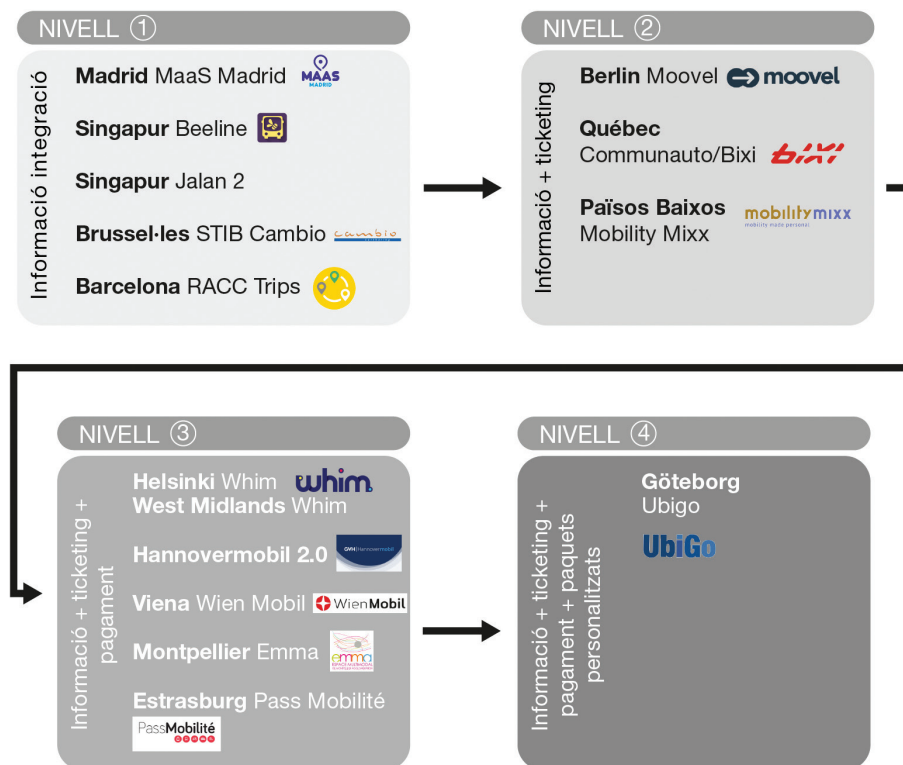 NIVELL ①
Informació integració
Madrid MaaS Madrid
MAAS
MADRID
Singapur Beeline
Singapur Jalan 2
Brussel·les STIB Cambio
cambio
Barcelona RACC Trips
NIVELL ②
Informació + ticketing
Berlin Moovel
moovel
Québec
Communauto/Bixi
bixi
Països Baixos
Mobility Mixx
mobilitymixx
mobility made personal
NIVELL ③
Informació + ticketing +
pagament
Helsinki Whim
whim
West Midlands Whim
Hannovermobil 2.0
GVH|Hannovermobil
Viena Wien Mobil
WienMobil
Montpellier Emma
emma
Estrasburg Pass Mobilité
PassMobilité
NIVELL ④
Informació + ticketing +
pagament + paquets
personalitzats
Göteborg
Ubigo
UbiGo